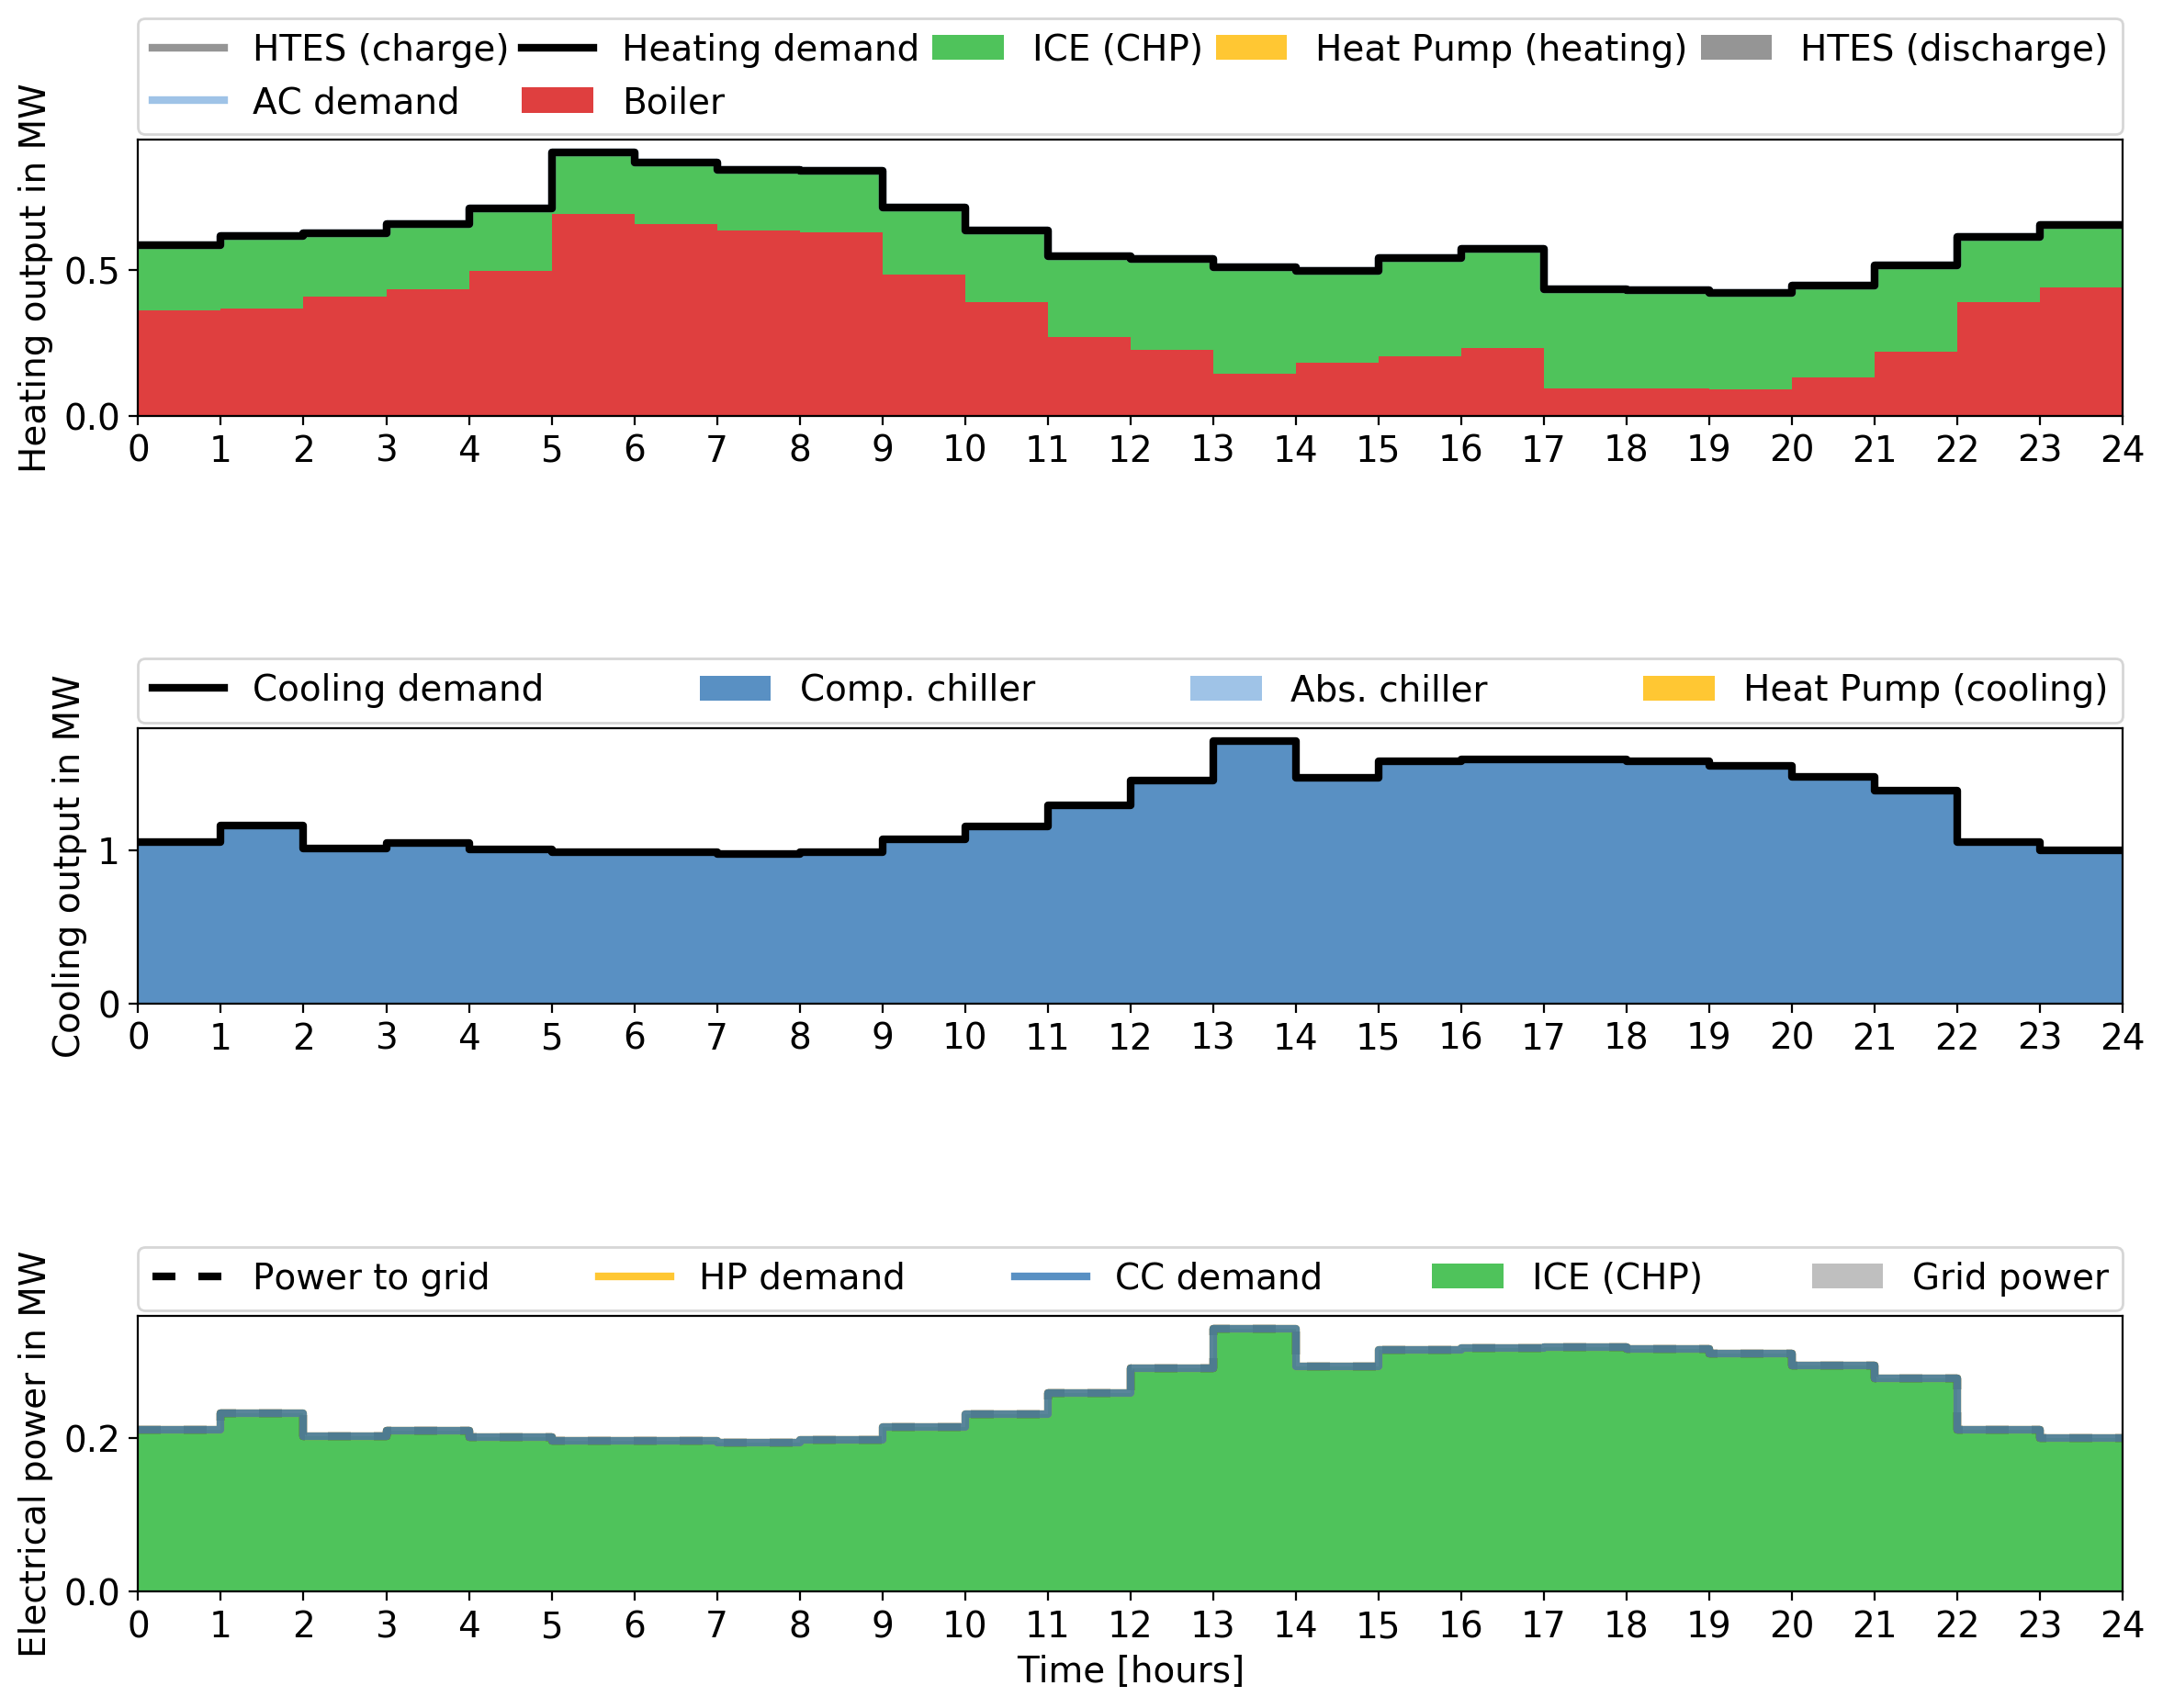 HTES (charge) Heating demand ICE (CHP) Heat Pump (heating) HTES (discharge)
AC demand Boiler
Heating output in MW
0.5
0.0
0 1 2 3 4 5 6 7 8 9 10 11 12 13 14 15 16 17 18 19 20 21 22 23 24
Cooling demand Comp. chiller Abs. chiller Heat Pump (cooling)
Cooling output in MW
1
0
0 1 2 3 4 5 6 7 8 9 10 11 12 13 14 15 16 17 18 19 20 21 22 23 24
Power to grid HP demand CC demand ICE (CHP) Grid power
Electrical power in MW
0.2
0.0
0 1 2 3 4 5 6 7 8 9 10 11 12 13 14 15 16 17 18 19 20 21 22 23 24
Time [hours]